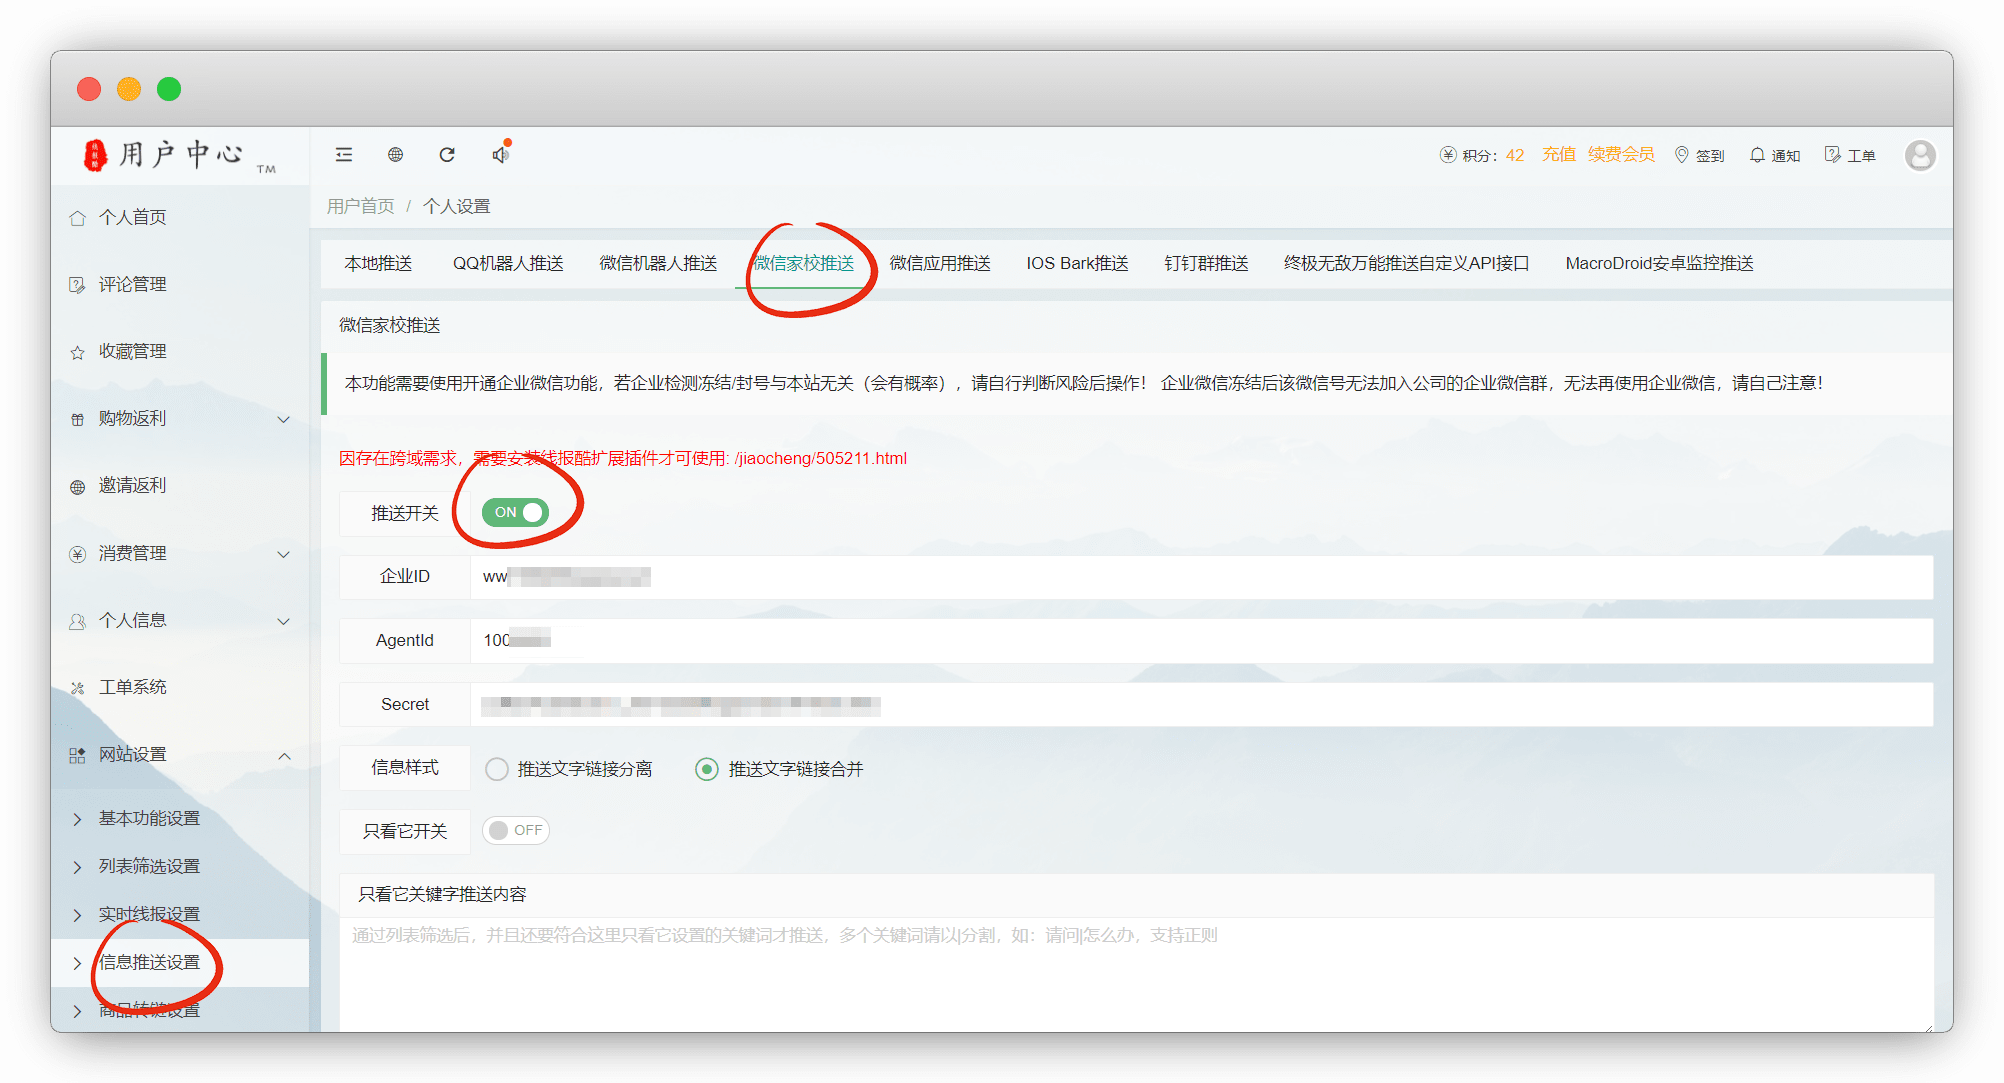 用户中心 TM
积分：42 充值 续费会员 签到 通知 工单
用户首页 / 个人设置
个人首页
评论管理
收藏管理
购物返利
邀请返利
消费管理
个人信息
工单系统
网站设置
基本功能设置
列表筛选设置
实时线报设置
信息推送设置
商品转链设置
本地推送 QQ机器人推送 微信机器人推送 微信家校推送 微信应用推送 IOS Bark推送 钉钉群推送 终极无敌万能推送自定义API接口 MacroDroid安卓监控推送
微信家校推送
本功能需要使用开通企业微信功能，若企业检测冻结/封号与本站无关（会有概率），请自行判断风险后操作！ 企业微信冻结后该微信号无法加入公司的企业微信群，无法再使用企业微信，请自己注意！
因存在跨域需求，需要安装线报酷扩展插件才可使用: /jiaocheng/505211.html
推送开关 ON
企业ID ww
AgentId 100
Secret
信息样式 推送文字链接分离 推送文字链接合并
只看它开关 OFF
只看它关键字推送内容
通过列表筛选后，并且还要符合这里只看它设置的关键词才推送，多个关键词请以|分割，如：请问|怎么办，支持正则